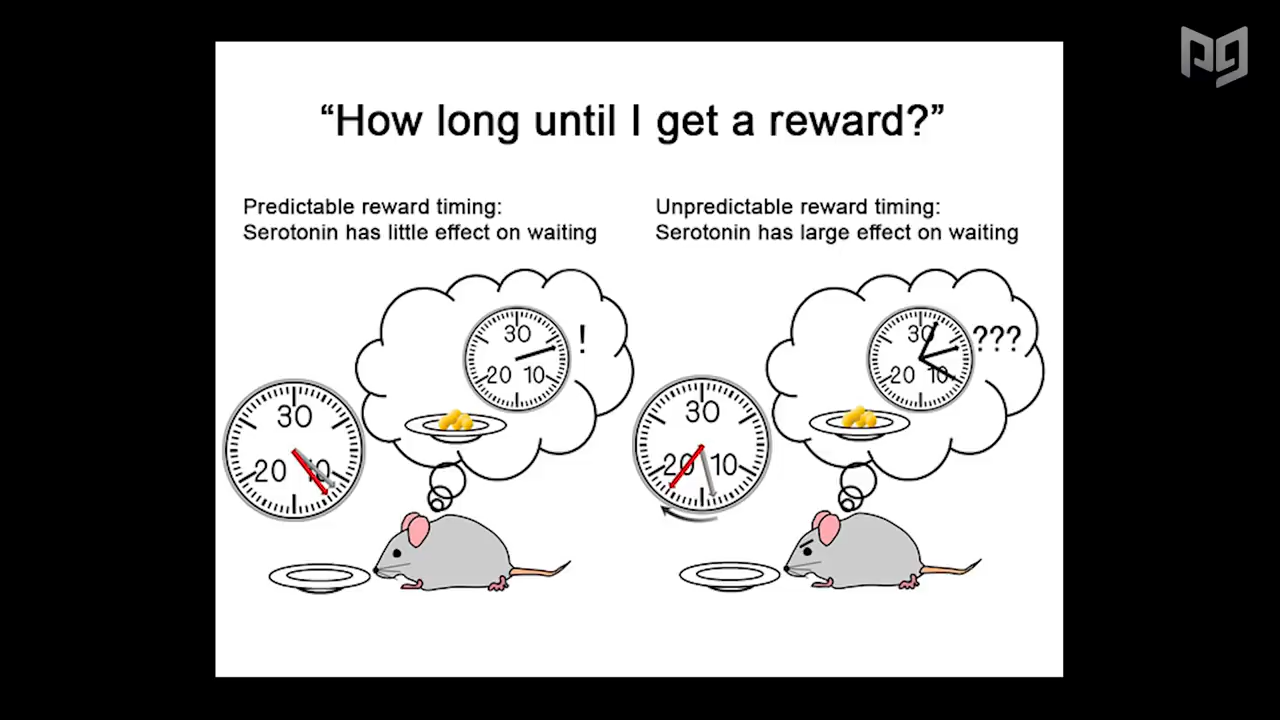 PG
“How long until I get a reward?”
Predictable reward timing:
Serotonin has little effect on waiting
Unpredictable reward timing:
Serotonin has large effect on waiting
30
!
20 10
30
???
20 10
30
20 10
30
20 10